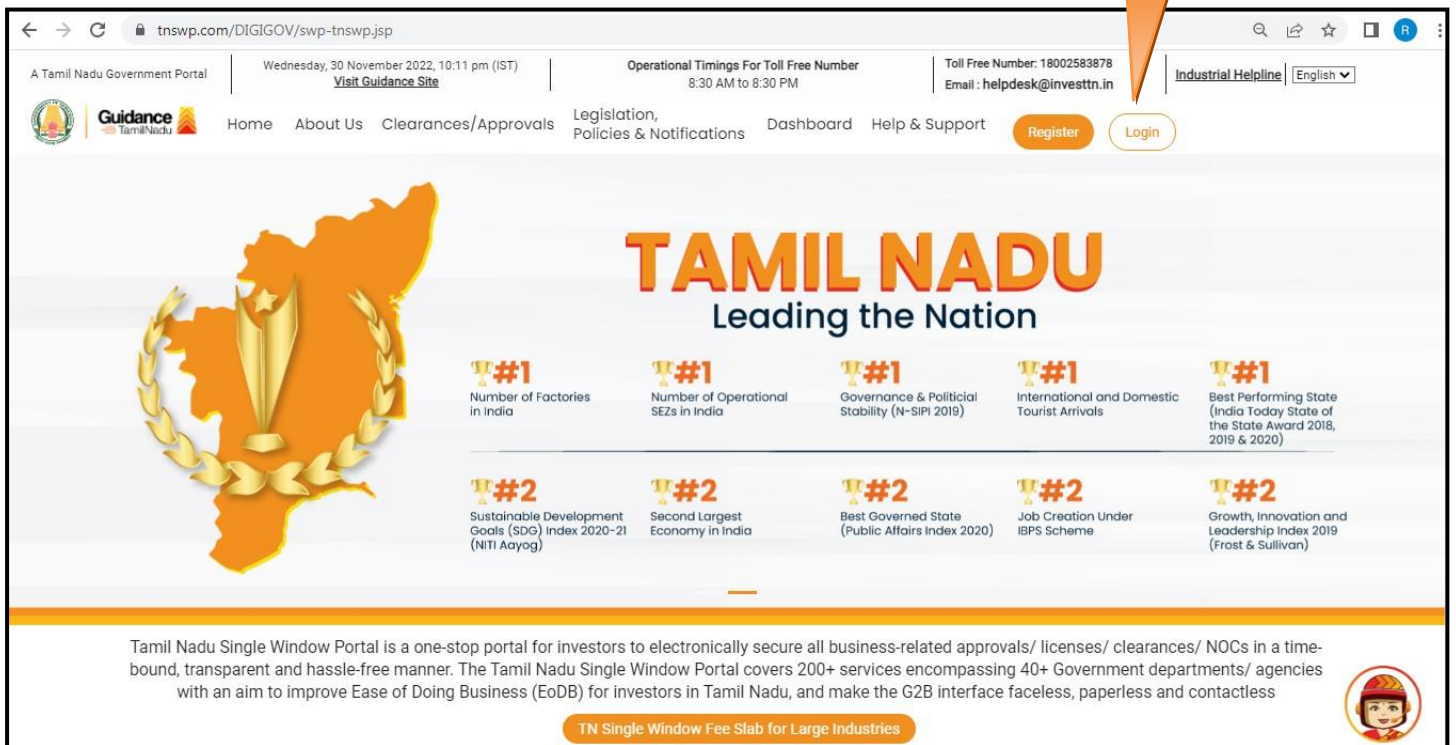 tnswp.com/DIGIGOV/swp-tnswp.jsp
R
A Tamil Nadu Government Portal
Wednesday, 30 November 2022, 10:11 pm (IST)
Visit Guidance Site
Operational Timings For Toll Free Number
8:30 AM to 8:30 PM
Toll Free Number: 18002583878
Email : helpdesk@investtn.in
Industrial Helpline
English
Guidance
TamilNadu
Home
About Us
Clearances/Approvals
Legislation,
Policies & Notifications
Dashboard
Help & Support
Register
Login
TAMIL NADU
Leading the Nation
#1
Number of Factories
in India
#1
Number of Operational
SEZs in India
#1
Governance & Politicial
Stability (N-SIPI 2019)
#1
International and Domestic
Tourist Arrivals
#1
Best Performing State
(India Today State of
the State Award 2018,
2019 & 2020)
#2
Sustainable Development
Goals (SDG) Index 2020-21
(NITI Aayog)
#2
Second Largest
Economy in India
#2
Best Governed State
(Public Affairs Index 2020)
#2
Job Creation Under
IBPS Scheme
#2
Growth, Innovation and
Leadership Index 2019
(Frost & Sullivan)
Tamil Nadu Single Window Portal is a one-stop portal for investors to electronically secure all business-related approvals/ licenses/ clearances/ NOCs in a time-
bound, transparent and hassle-free manner. The Tamil Nadu Single Window Portal covers 200+ services encompassing 40+ Government departments/ agencies
with an aim to improve Ease of Doing Business (EoDB) for investors in Tamil Nadu, and make the G2B interface faceless, paperless and contactless
TN Single Window Fee Slab for Large Industries